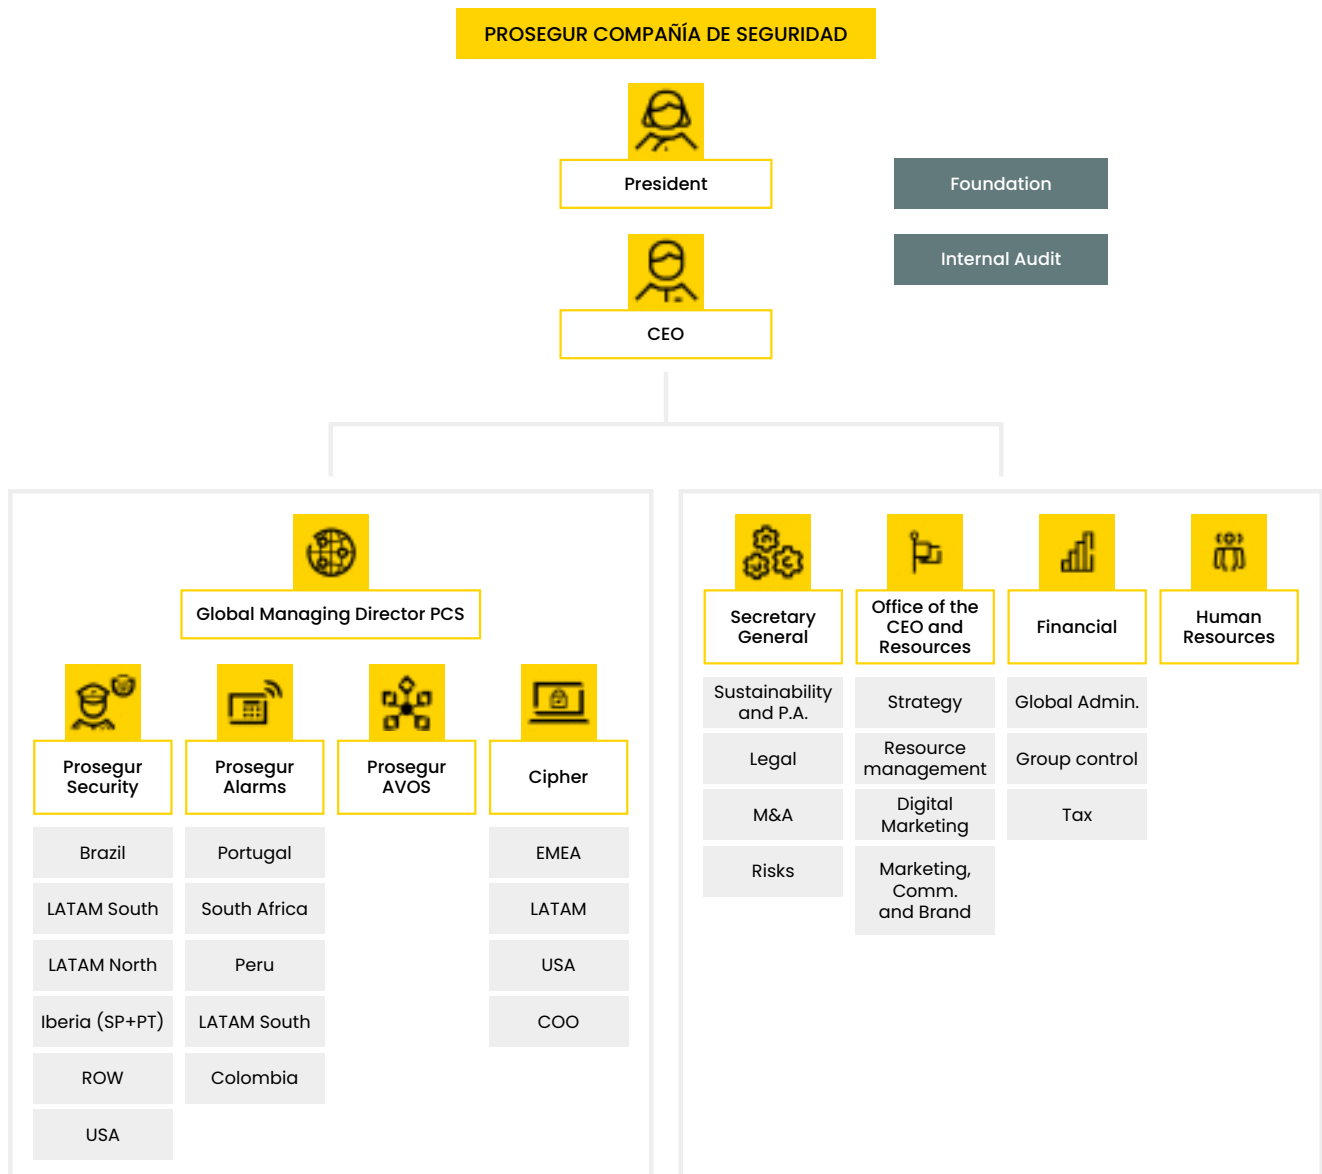 PROSEGUR COMPAÑÍA DE SEGURIDAD
President
Foundation
Internal Audit
CEO
Global Managing Director PCS
Prosegur
Security
Brazil
LATAM South
LATAM North
Iberia (SP+PT)
ROW
USA
Prosegur
Alarms
Portugal
South Africa
Peru
LATAM South
Colombia
Prosegur
AVOS
Cipher
EMEA
LATAM
USA
COO
Secretary
General
Sustainability
and P.A.
Legal
M&A
Risks
Office of the
CEO and
Resources
Strategy
Resource
management
Digital
Marketing
Marketing,
Comm.
and Brand
Financial
Global Admin.
Group control
Tax
Human
Resources